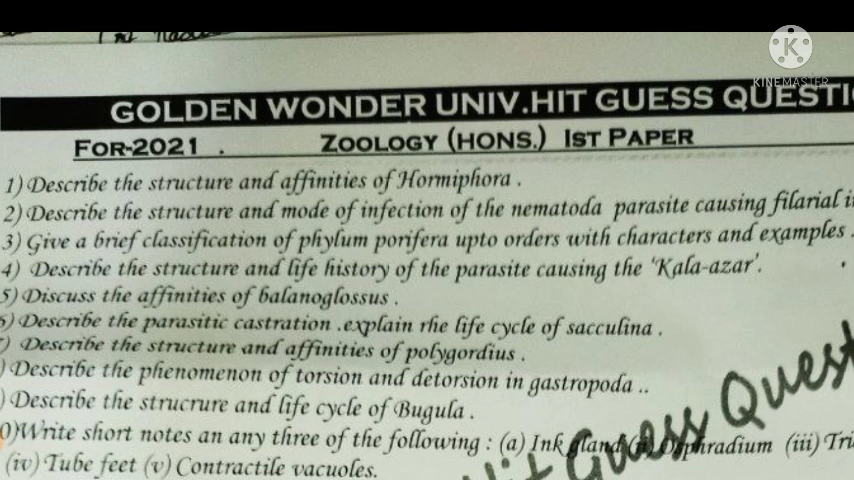 KINEMASTER
GOLDEN WONDER UNIV.HIT GUESS QUESTI
FOR-2021 . ZOOLOGY (HONS.) IST PAPER
1) Describe the structure and affinities of Hormiphora .
2) Describe the structure and mode of infection of the nematoda parasite causing filarial i
3) Give a brief classification of phylum porifera upto orders with characters and examples .
4) Describe the structure and life history of the parasite causing the 'Kala-azar'.
5) Discuss the affinities of balanoglossus .
6) Describe the parasitic castration .explain rhe life cycle of sacculina .
) Describe the structure and affinities of polygordius .
) Describe the phenomenon of torsion and detorsion in gastropoda ..
) Describe the strucrure and life cycle of Bugula .
0)Write short notes an any three of the following : (a) Ink gland (ii) Osphradium (iii) Tri
(iv) Tube feet (v) Contractile vacuoles.
Hit Guess Quest